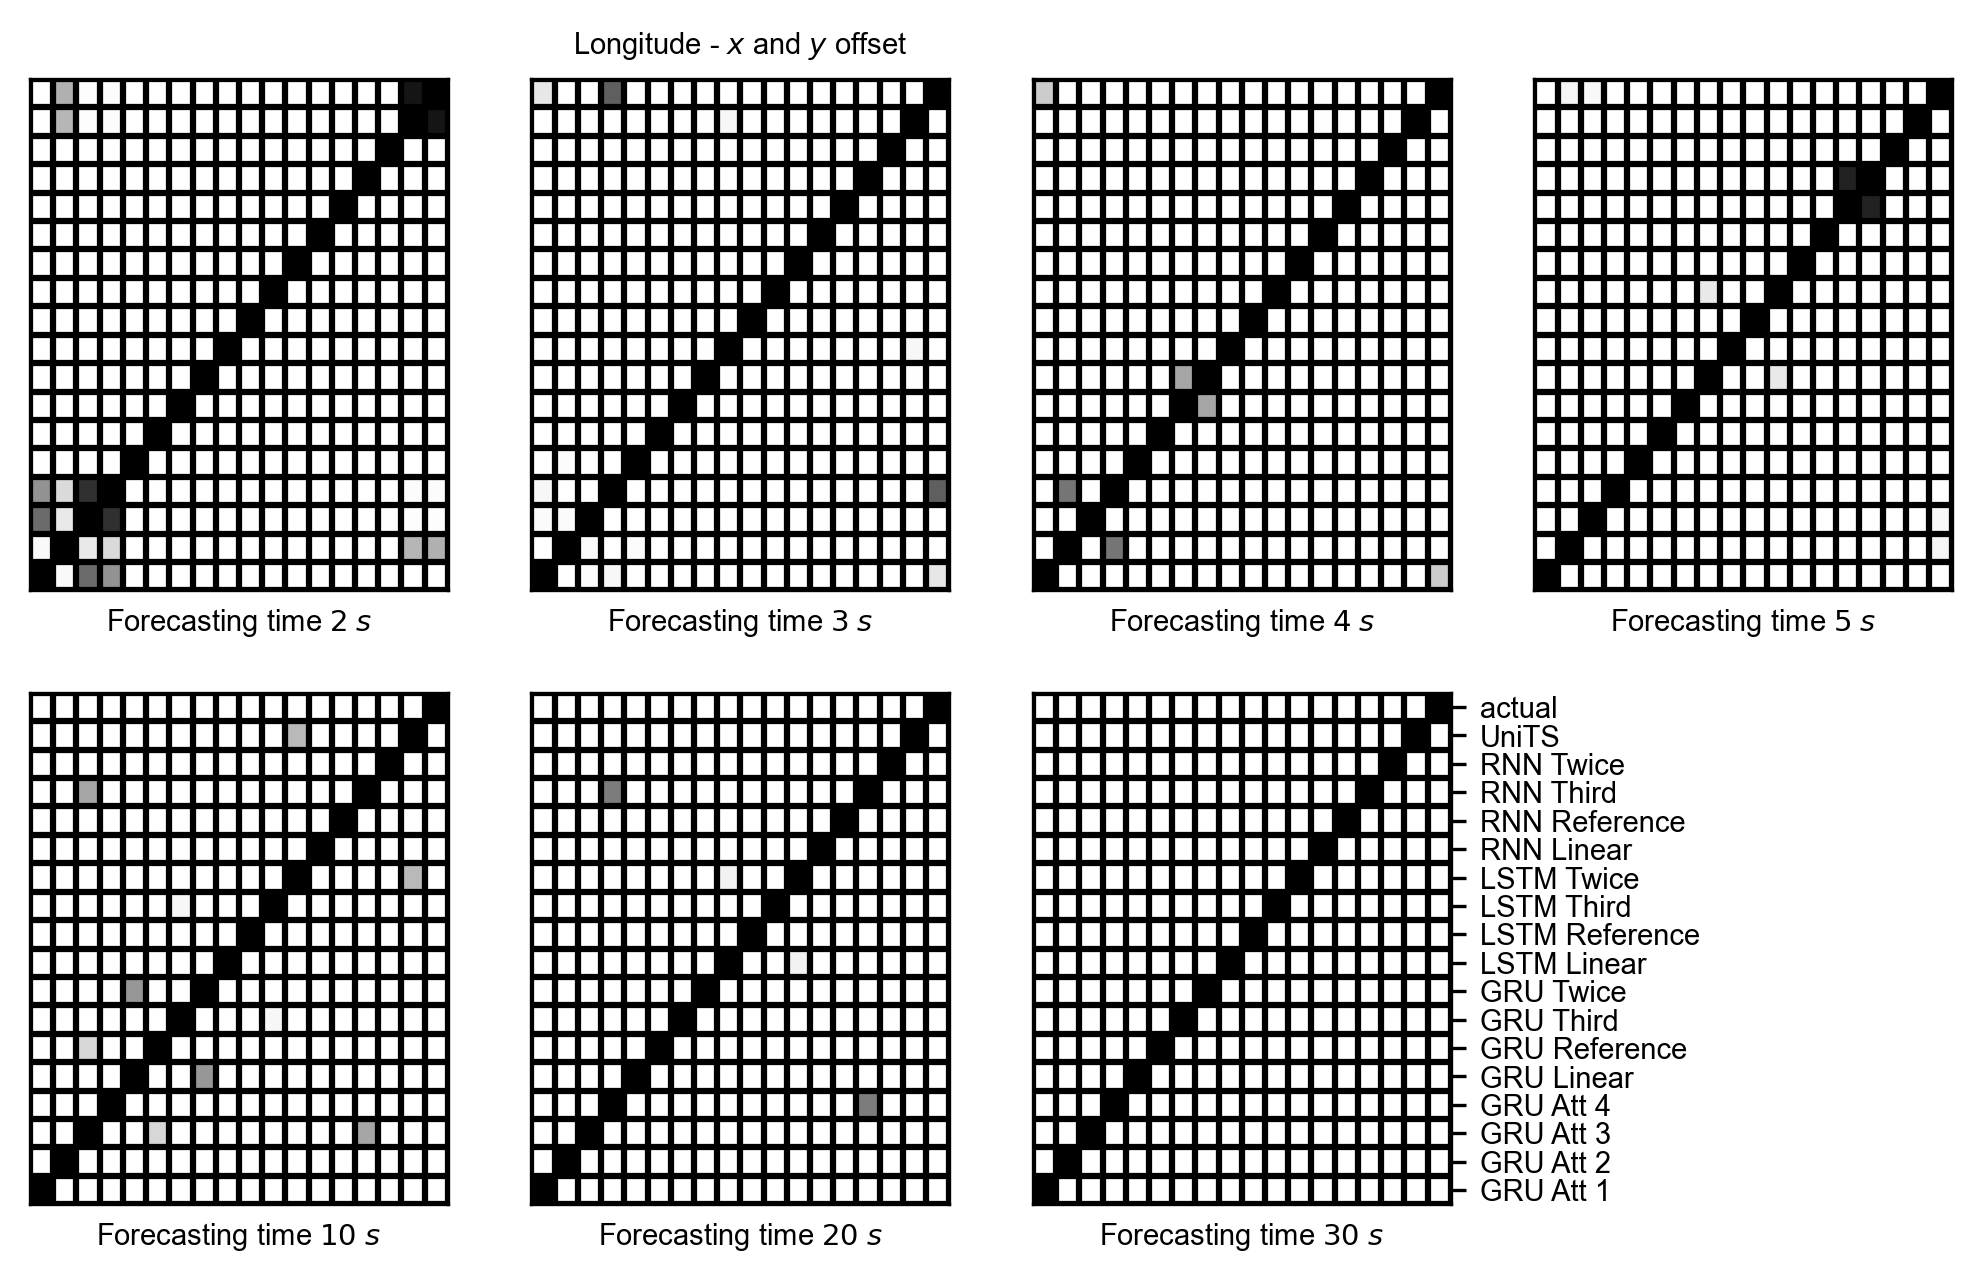 Longitude - x and y offset
Forecasting time 2 s
Forecasting time 3 s
Forecasting time 4 s
Forecasting time 5 s
actual
UniTS
RNN Twice
RNN Third
RNN Reference
RNN Linear
LSTM Twice
LSTM Third
LSTM Reference
LSTM Linear
GRU Twice
GRU Third
GRU Reference
GRU Linear
GRU Att 4
GRU Att 3
GRU Att 2
GRU Att 1
Forecasting time 10 s
Forecasting time 20 s
Forecasting time 30 s